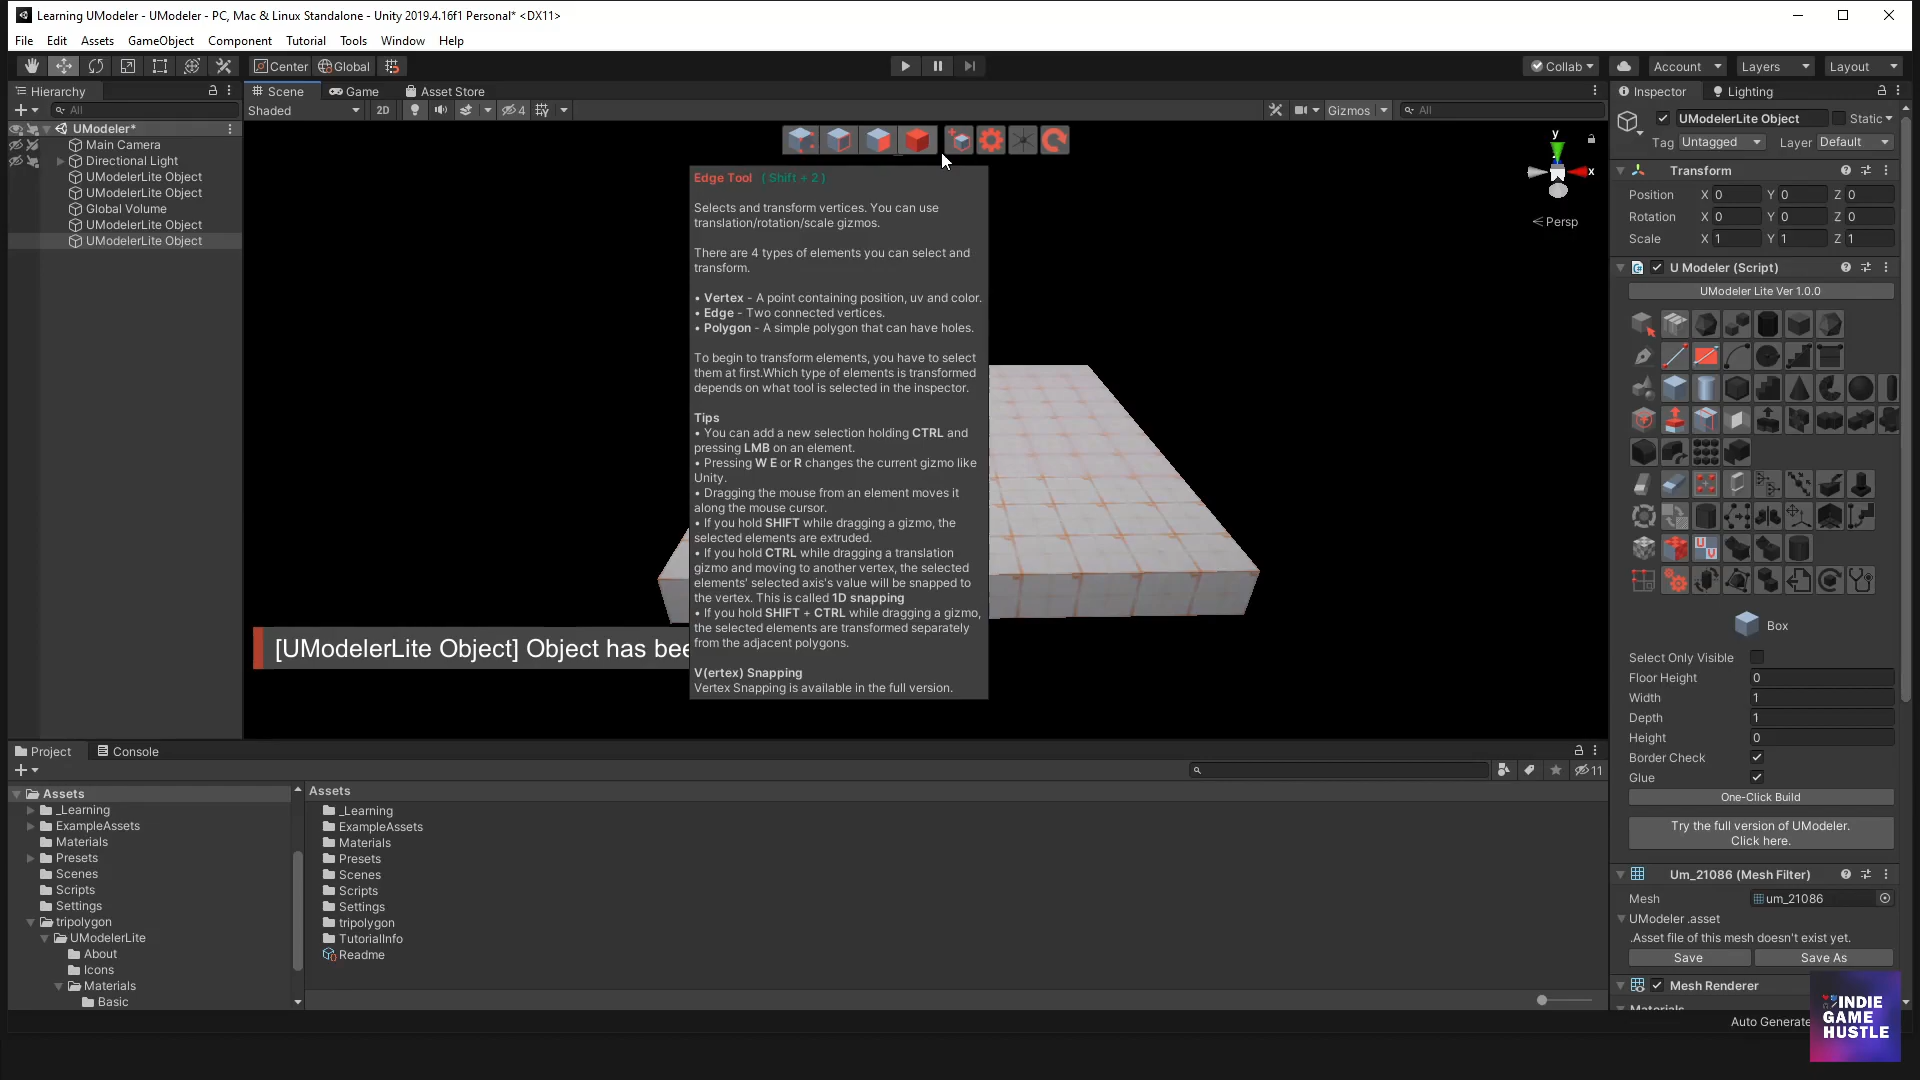 Learning UModeler - UModeler - PC, Mac & Linux Standalone - Unity 2019.4.16f1 Personal* <DX11>
File Edit Assets GameObject Component Tutorial Tools Window Help
Center Global Collab Account Layers Layout
Hierarchy Scene Game Asset Store Inspector Lighting
All Shaded 2D 4 Gizmos All
UModeler*
Main Camera
Directional Light
UModelerLite Object
UModelerLite Object
Global Volume
UModelerLite Object
UModelerLite Object
Edge Tool ( Shift + 2 )
Selects and transform vertices. You can use
translation/rotation/scale gizmos.
There are 4 types of elements you can select and
transform.
• Vertex - A point containing position, uv and color.
• Edge - Two connected vertices.
• Polygon - A simple polygon that can have holes.
To begin to transform elements, you have to select
them at first.Which type of elements is transformed
depends on what tool is selected in the inspector.
Tips
• You can add a new selection holding CTRL and
pressing LMB on an element.
• Pressing W E or R changes the current gizmo like
Unity.
• Dragging the mouse from an element moves it
along the mouse cursor.
• If you hold SHIFT while dragging a gizmo, the
selected elements are extruded.
• If you hold CTRL while dragging a translation
gizmo and moving to another vertex, the selected
elements' selected axis's value will be snapped to
the vertex. This is called 1D snapping
• If you hold SHIFT + CTRL while dragging a gizmo,
the selected elements are transformed separately
from the adjacent polygons.
V(ertex) Snapping
Vertex Snapping is available in the full version.
[UModelerLite Object] Object has bee
y
x
Persp
UModelerLite Object Static
Tag Untagged Layer Default
Transform
Position X 0 Y 0 Z 0
Rotation X 0 Y 0 Z 0
Scale X 1 Y 1 Z 1
U Modeler (Script)
UModeler Lite Ver 1.0.0
Box
Select Only Visible
Floor Height 0
Width 1
Depth 1
Height 0
Border Check
Glue
One-Click Build
Try the full version of UModeler.
Click here.
Um_21086 (Mesh Filter)
Mesh um_21086
UModeler .asset
.Asset file of this mesh doesn't exist yet.
Save Save As
Mesh Renderer
Materials
Auto Generate
Project Console
11
Assets
_Learning
ExampleAssets
Materials
Presets
Scenes
Scripts
Settings
tripolygon
UModelerLite
About
Icons
Materials
Basic
Assets
_Learning
ExampleAssets
Materials
Presets
Scenes
Scripts
Settings
tripolygon
TutorialInfo
Readme
INDIE
GAME
HUSTLE